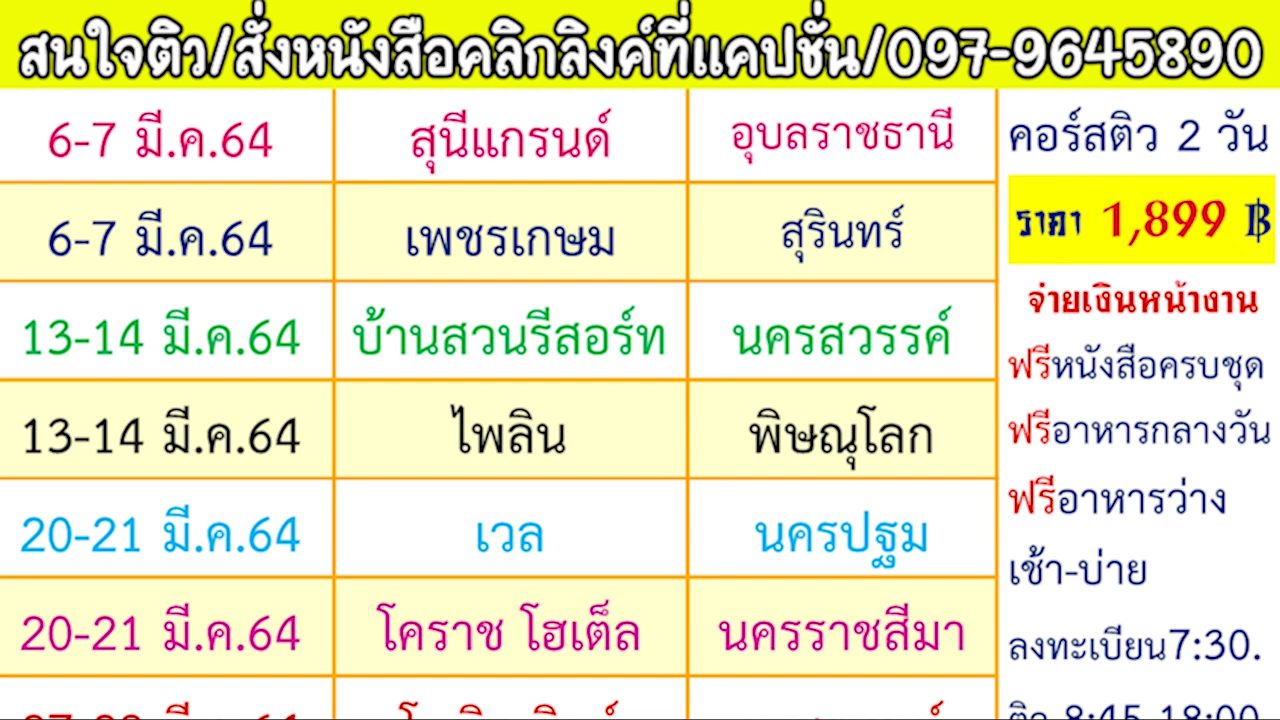 สนใจติว/สั่งหนังสือคลิกลิงค์ที่แคปชั่น/097-9645890
6-7 มี.ค.64 สุนีแกรนด์ อุบลราชธานี
6-7 มี.ค.64 เพชรเกษม สุรินทร์
13-14 มี.ค.64 บ้านสวนรีสอร์ท นครสวรรค์
13-14 มี.ค.64 ไพลิน พิษณุโลก
20-21 มี.ค.64 เวล นครปฐม
20-21 มี.ค.64 โคราช โฮเต็ล นครราชสีมา
คอร์สติว 2 วัน
ราคา 1,899 ฿
จ่ายเงินหน้างาน
ฟรีหนังสือครบชุด
ฟรีอาหารกลางวัน
ฟรีอาหารว่าง
เช้า-บ่าย
ลงทะเบียน7:30.
ติว 8:45-18:00